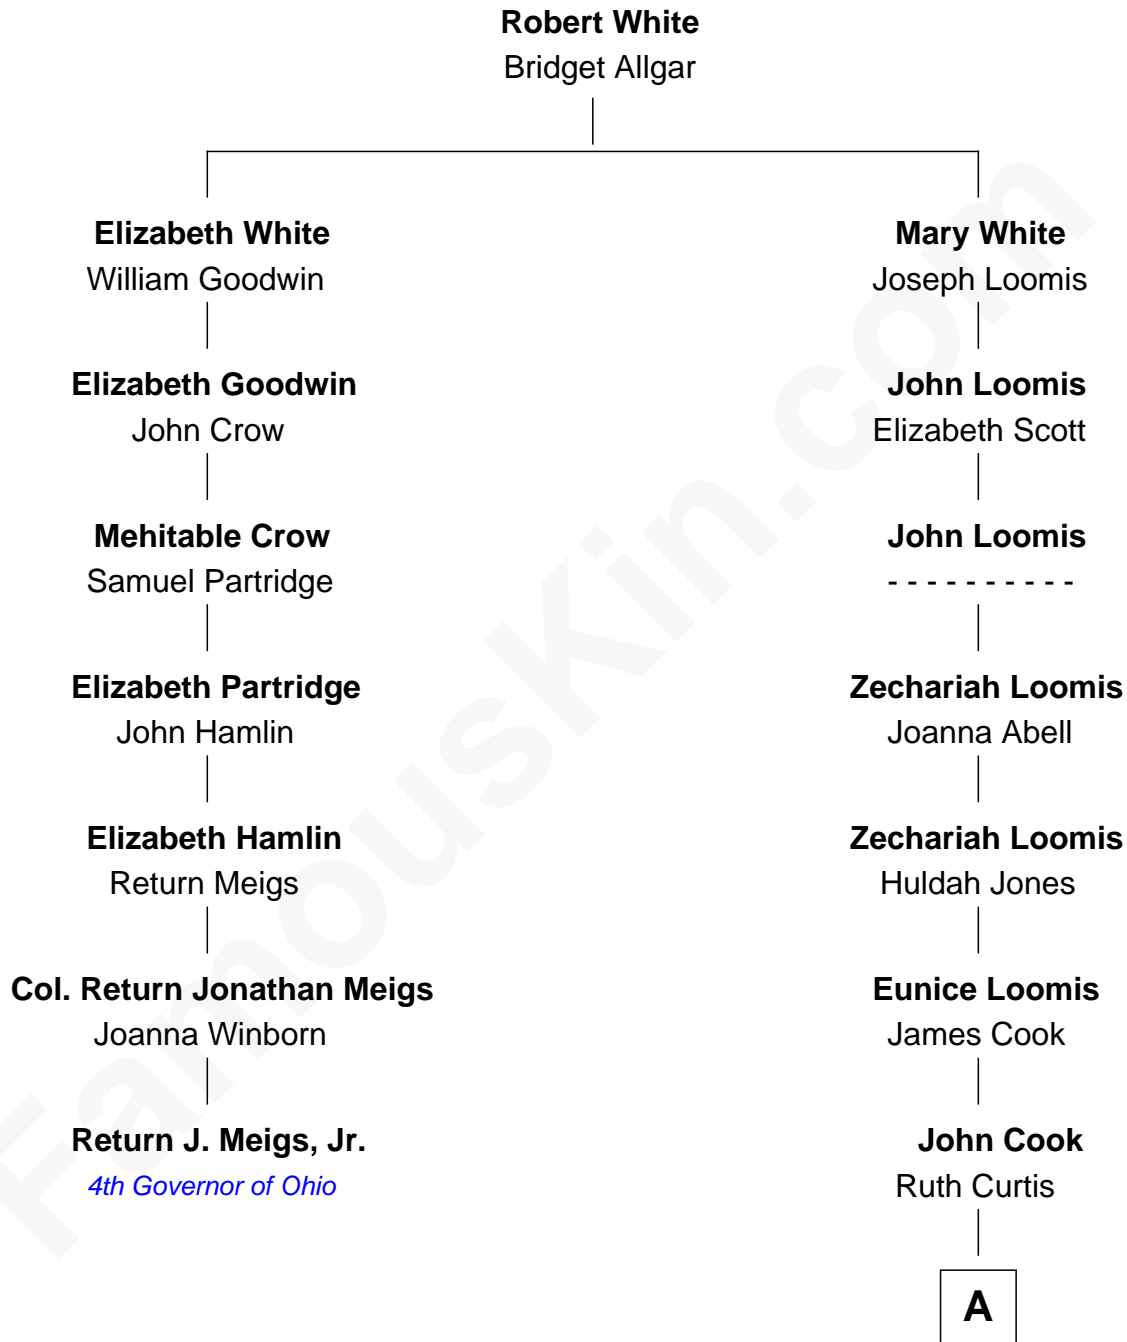 Robert White
Bridget Allgar
Elizabeth White
William Goodwin
Mary White
Joseph Loomis
Elizabeth Goodwin
John Crow
John Loomis
Elizabeth Scott
Mehitable Crow
Samuel Partridge
John Loomis
- - - - - - - - - -
Elizabeth Partridge
John Hamlin
Zechariah Loomis
Joanna Abell
Elizabeth Hamlin
Return Meigs
Zechariah Loomis
Huldah Jones
Col. Return Jonathan Meigs
Joanna Winborn
Eunice Loomis
James Cook
Return J. Meigs, Jr.
4th Governor of Ohio
John Cook
Ruth Curtis
A
FamousKin.com